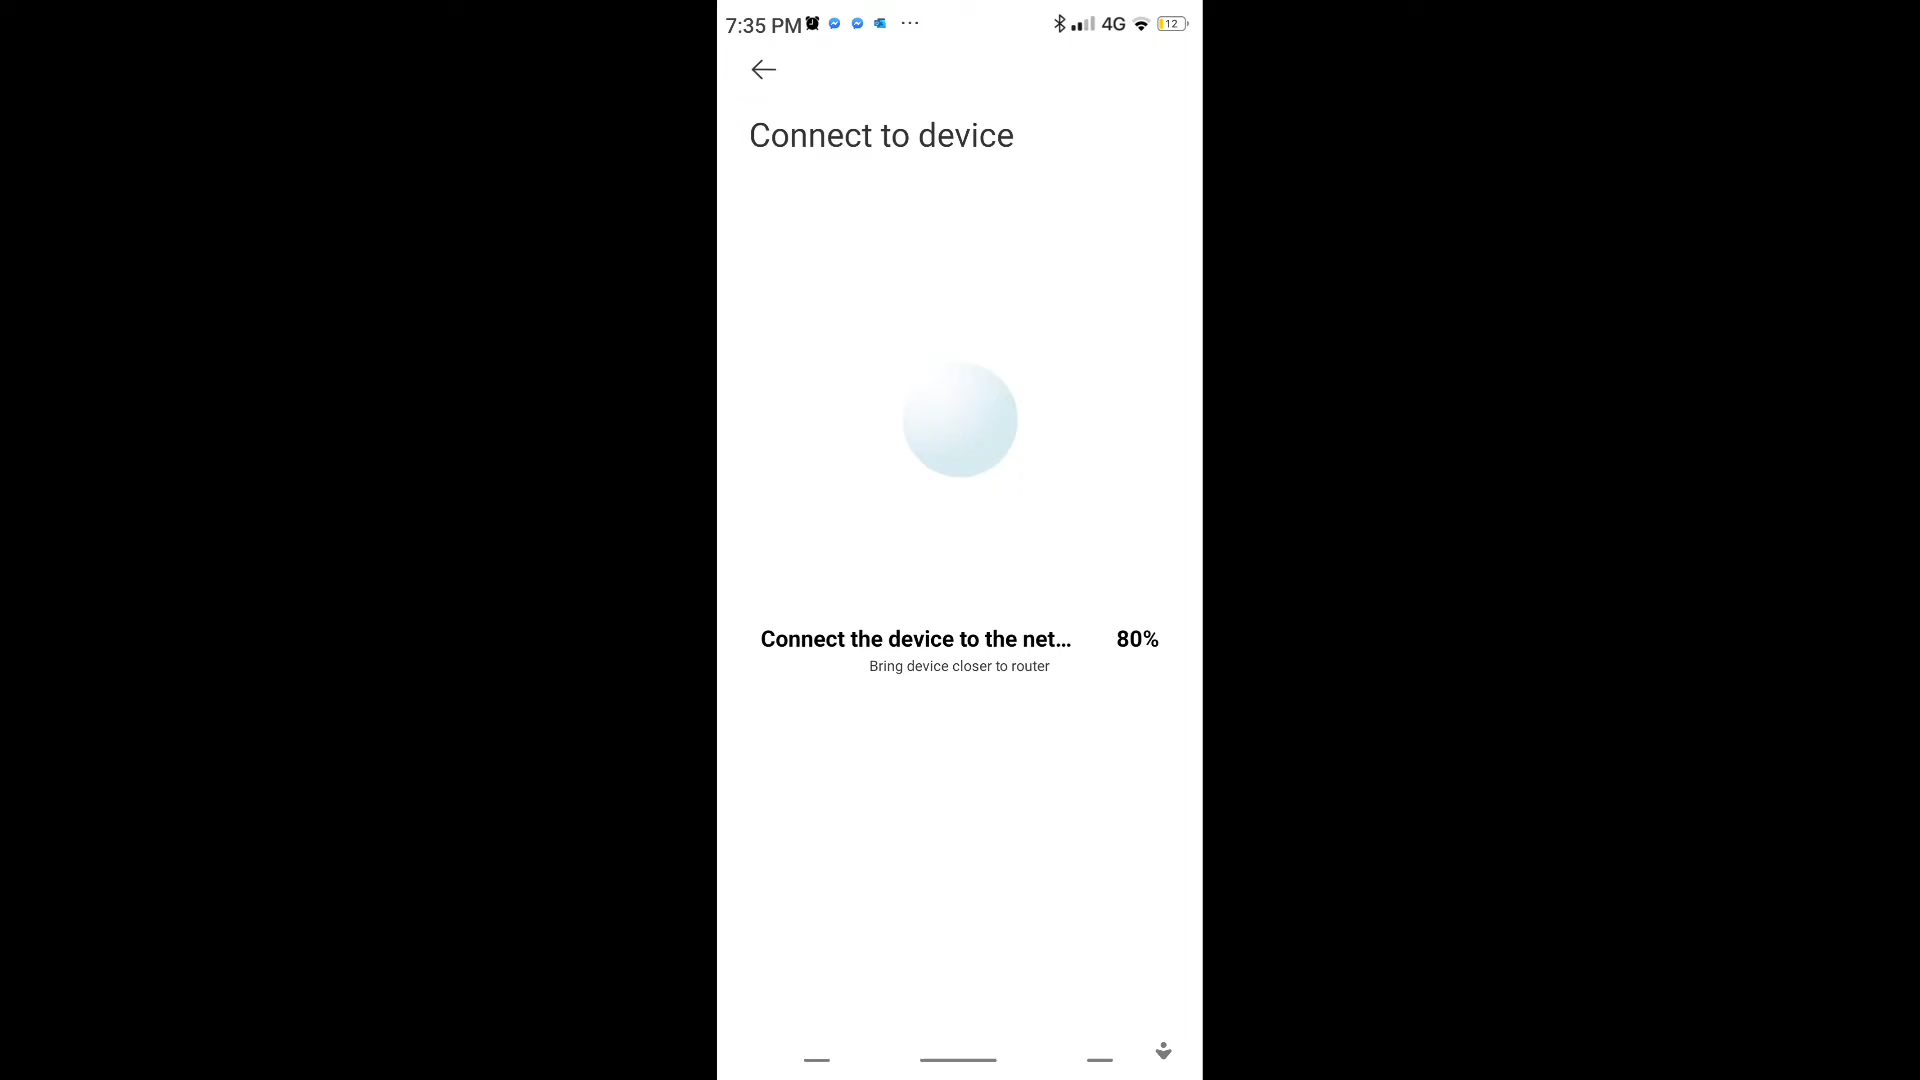 7:35 PM ... 4G 12
Connect to device
Connect the device to the net... 80%
Bring device closer to router